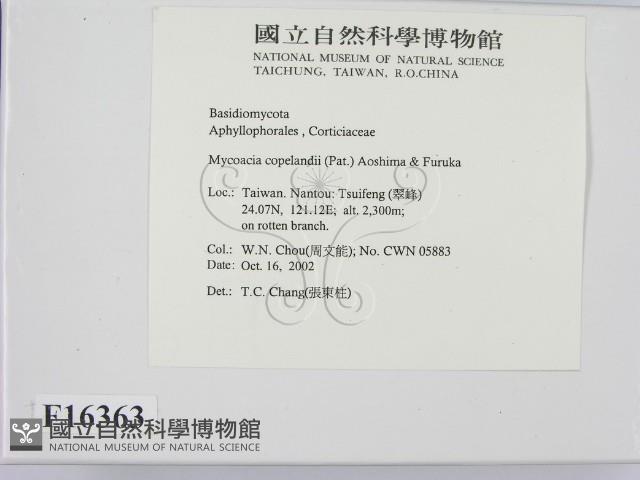 國立自然科學博物館
NATIONAL MUSEUM OF NATURAL SCIENCE
TAICHUNG, TAIWAN, R.O.CHINA
Basidiomycota
Aphyllophorales , Corticiaceae
Mycoacia copelandii (Pat.) Aoshima & Furuka
Loc.: Taiwan. Nantou: Tsuifeng (翠峰)
24.07N, 121.12E; alt. 2,300m;
on rotten branch.
Col.: W.N. Chou(周文能); No. CWN 05883
Date: Oct. 16, 2002
Det.: T.C. Chang(張東柱)
F16363
國立自然科學博物館
NATIONAL MUSEUM OF NATURAL SCIENCE